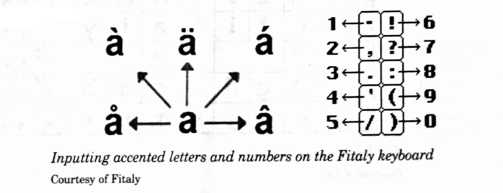 à ä á
å a â
1 - ! 6
2 , ? 7
3 . : 8
4 ' ( 9
5 / ) 0
Inputting accented letters and numbers on the Fitaly keyboard
Courtesy of Fitaly